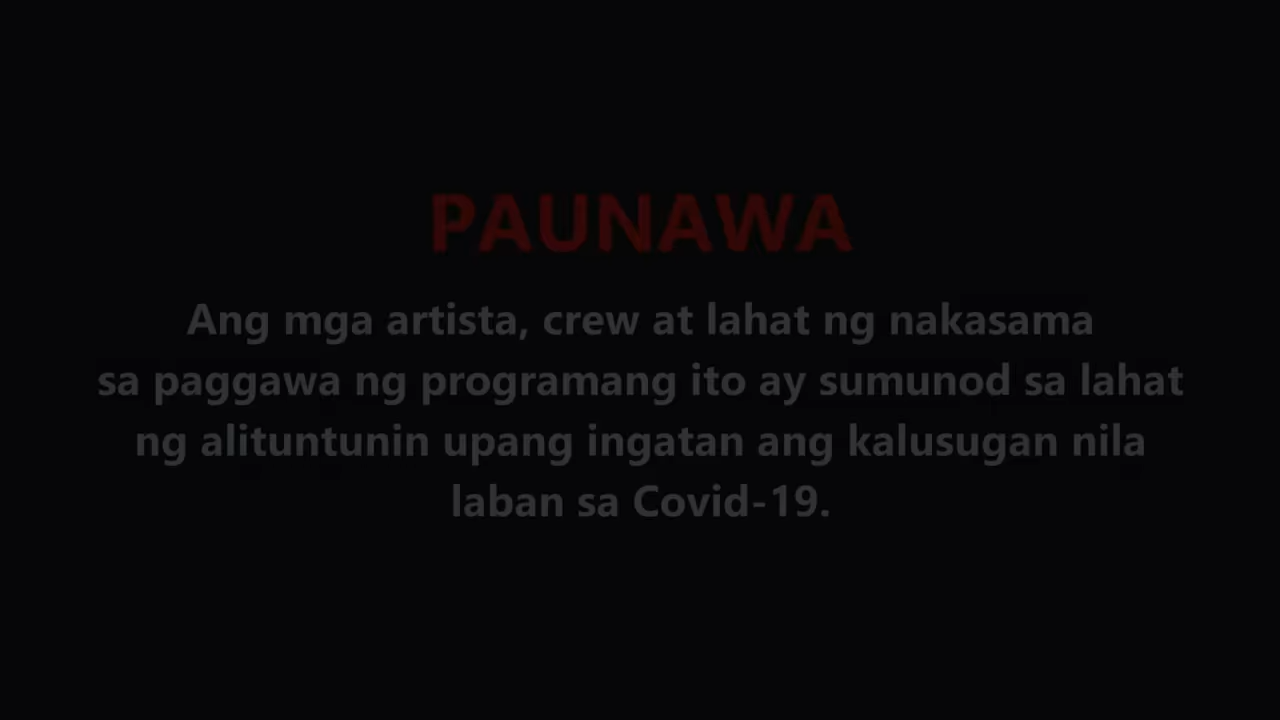 PAUNAWA
Ang mga artista, crew at lahat ng nakasama
sa paggawa ng programang ito ay sumunod sa lahat
ng alituntunin upang ingatan ang kalusugan nila
laban sa Covid-19.